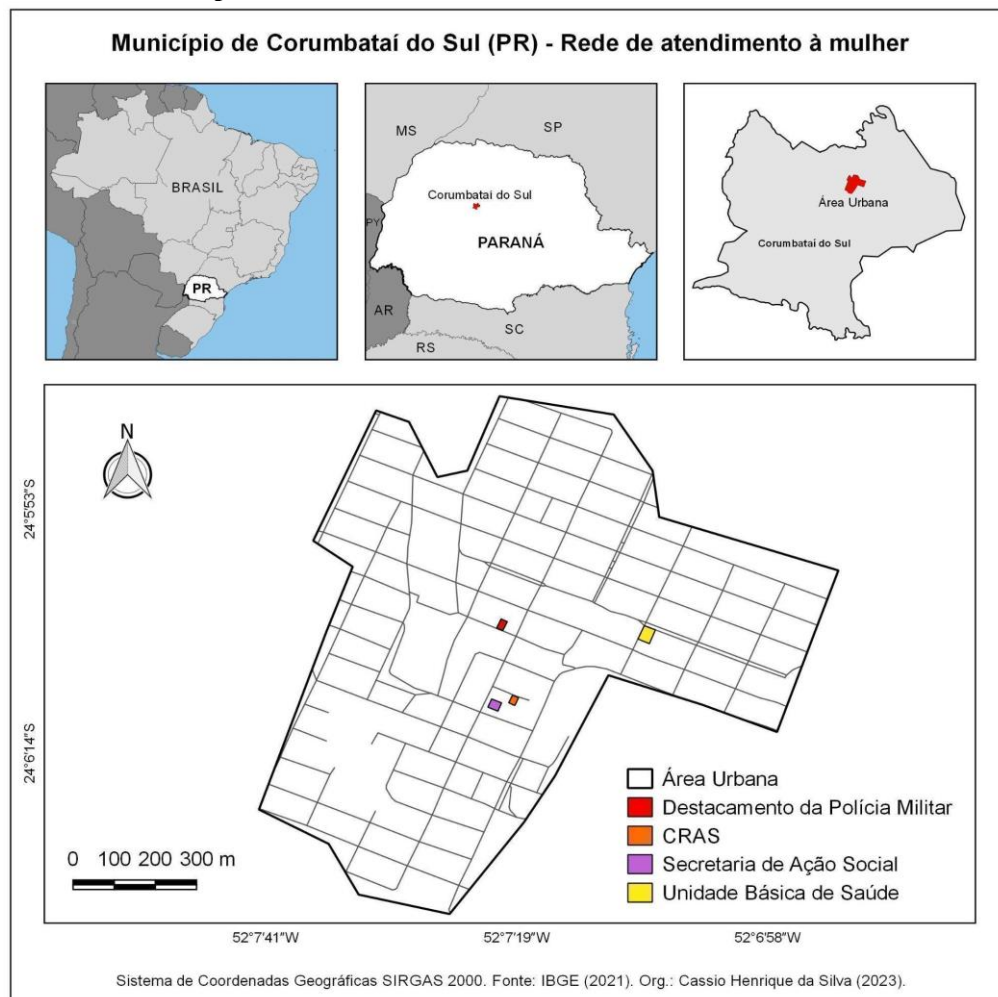 Município de Corumbataí do Sul (PR) - Rede de atendimento à mulher
BRASIL
PR
MS
SP
Corumbataí do Sul
PY
PARANÁ
AR
SC
RS
Área Urbana
Corumbataí do Sul
N
24°5'53"S
24°6'14"S
Área Urbana
Destacamento da Polícia Militar
CRAS
Secretaria de Ação Social
Unidade Básica de Saúde
0 100 200 300 m
52°7'41"W
52°7'19"W
52°6'58"W
Sistema de Coordenadas Geográficas SIRGAS 2000. Fonte: IBGE (2021). Org.: Cassio Henrique da Silva (2023).